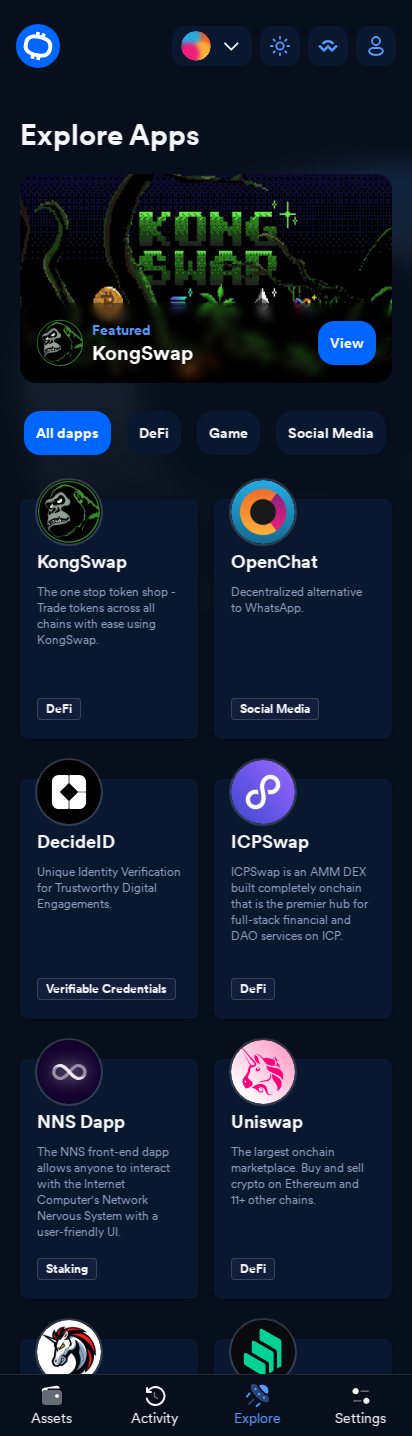 Explore Apps
KONG
SWAP
Featured
KongSwap
View
All dapps
DeFi
Game
Social Media
KongSwap
The one stop token shop -
Trade tokens across all
chains with ease using
KongSwap.
DeFi
OpenChat
Decentralized alternative
to WhatsApp.
Social Media
DecideID
Unique Identity Verification
for Trustworthy Digital
Engagements.
Verifiable Credentials
ICPSwap
ICPSwap is an AMM DEX
built completely onchain
that is the premier hub for
full-stack financial and
DAO services on ICP.
DeFi
NNS Dapp
The NNS front-end dapp
allows anyone to interact
with the Internet
Computer's Network
Nervous System with a
user-friendly UI.
Staking
Uniswap
The largest onchain
marketplace. Buy and sell
crypto on Ethereum and
11+ other chains.
DeFi
Assets
Activity
Explore
Settings